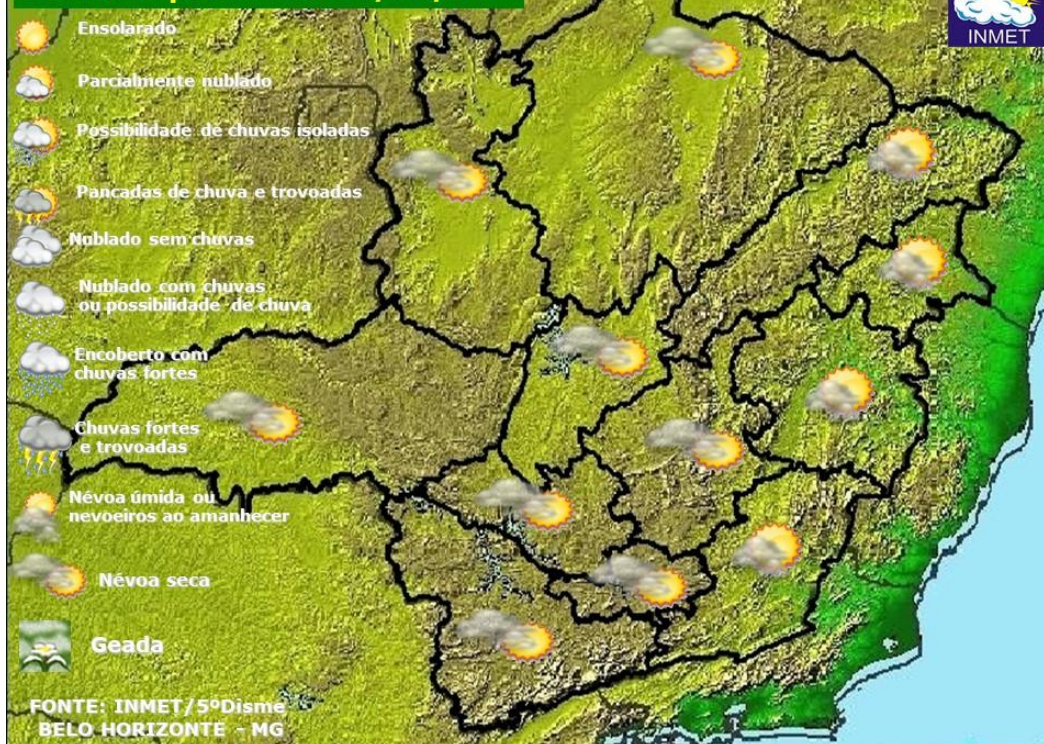 INMET
Ensolarado
Parcialmente nublado
Possibilidade de chuvas isoladas
Pancadas de chuva e trovoadas
Nublado sem chuvas
Nublado com chuvas
ou possibilidade de chuva
Encoberto com
chuvas fortes
Chuvas fortes
e trovoadas
Névoa úmida ou
nevoeiros ao amanhecer
Névoa seca
Geada
FONTE: INMET/5ºDisme
BELO HORIZONTE - MG